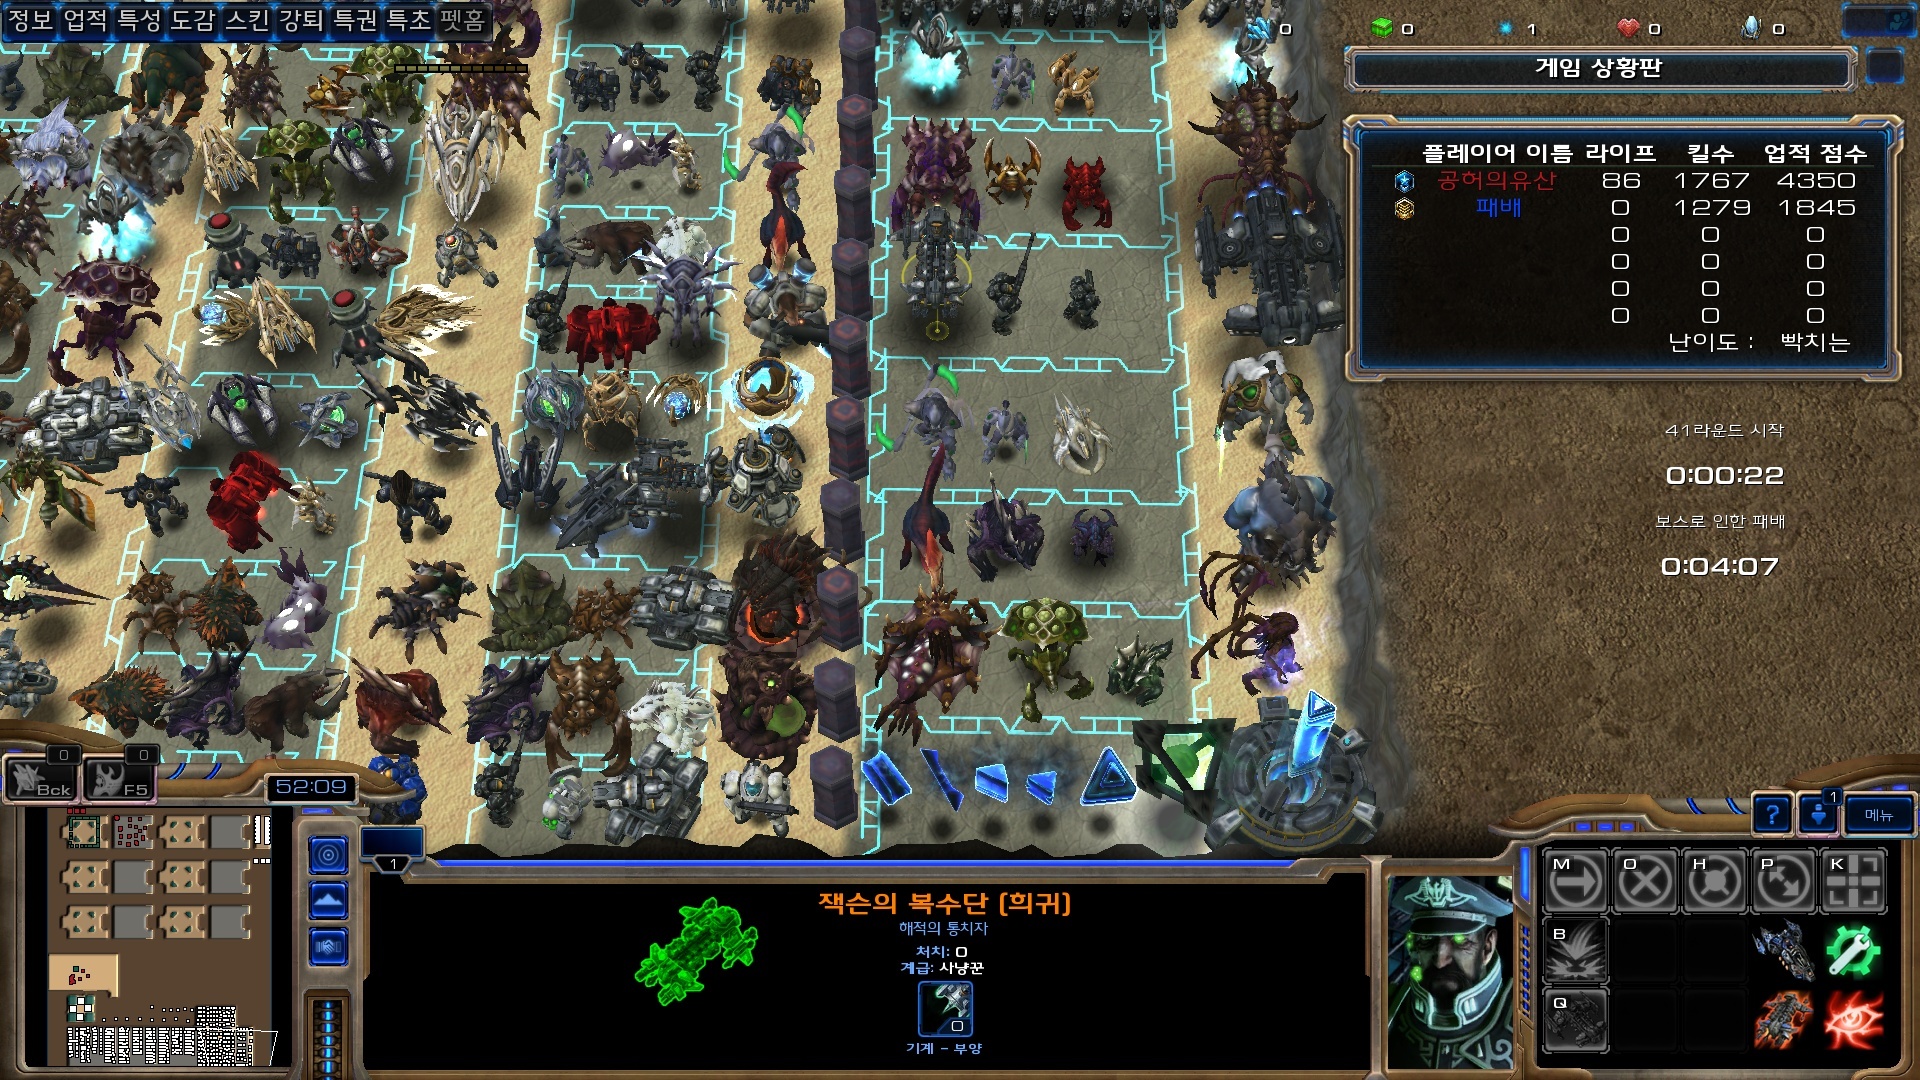 정보 업적 특성 도감 스킨 강퇴 특권 특초 펫홈
0 0 1 0 0
게임 상황판
플레이어 이름 라이프 킬수 업적 점수
공허의유산 86 1767 4350
패배 0 1279 1845
0 0 0
0 0 0
0 0 0
0 0 0
난이도 : 빡치는
41라운드 시작
0:00:22
보스로 인한 패배
0:04:07
0 0
Bck F5
52:09
1
? 1 메뉴
1
잭슨의 복수단 (희귀)
해적의 통치자
처치: 0
계급: 사냥꾼
0
기계 - 부양
M O H P K
B
Q